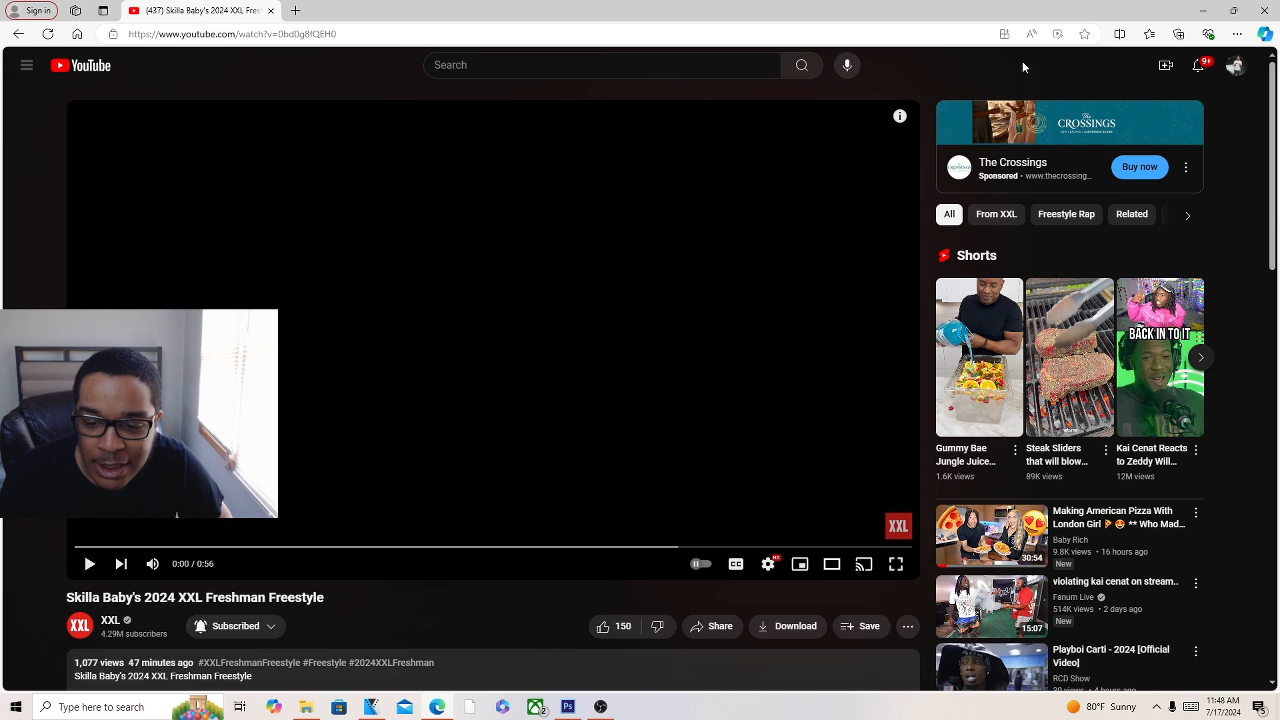 Sign in
(437) Skilla Baby's 2024 XXL Fres
https://www.youtube.com/watch?v=0bd0g8fQEH0
YouTube
Search
9+
The
CROSSINGS
The Crossings
Sponsored • www.thecrossing...
Buy now
All
From XXL
Freestyle Rap
Related
Shorts
BACK IN TO IT
Gummy Bae
Jungle Juice...
1.6K views
Steak Sliders
that will blow...
89K views
Kai Cenat Reacts
to Zeddy Will...
12M views
XXL
0:00 / 0:56
HD
Skilla Baby's 2024 XXL Freshman Freestyle
XXL
XXL
4.29M subscribers
Subscribed
150
Share
Download
Save
1,077 views 47 minutes ago #XXLFreshmanFreestyle #Freestyle #2024XXLFreshman
Skilla Baby's 2024 XXL Freshman Freestyle
30:54
Making American Pizza With
London Girl 🍕 🤩 ** Who Mad...
Baby Rich
9.8K views • 16 hours ago
New
15:07
violating kai cenat on stream..
Fanum Live
514K views • 2 days ago
New
Playboi Carti - 2024 [Official
Video]
RCD Show
Type here to search
80°F
11:48 AM
6/25/2024
5